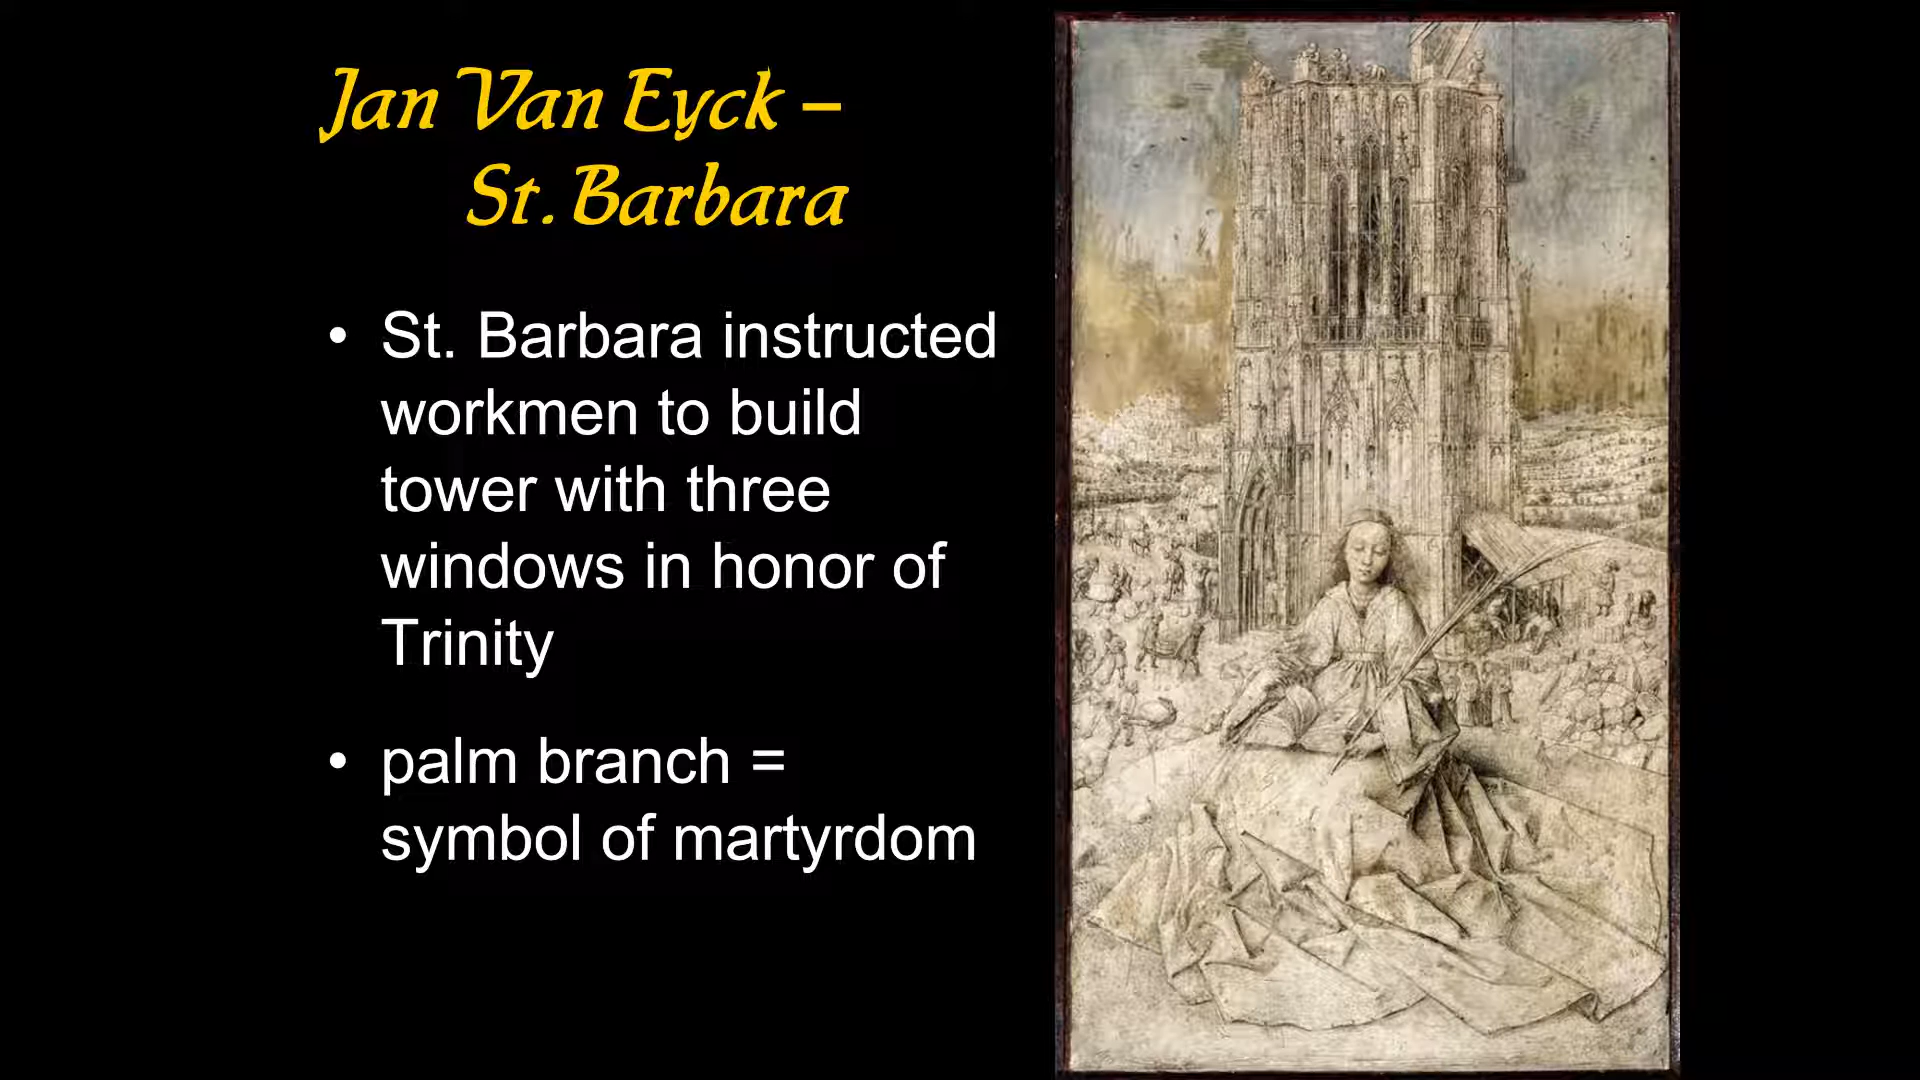 Jan Van Eyck –
St. Barbara
• St. Barbara instructed
workmen to build
tower with three
windows in honor of
Trinity
• palm branch =
symbol of martyrdom